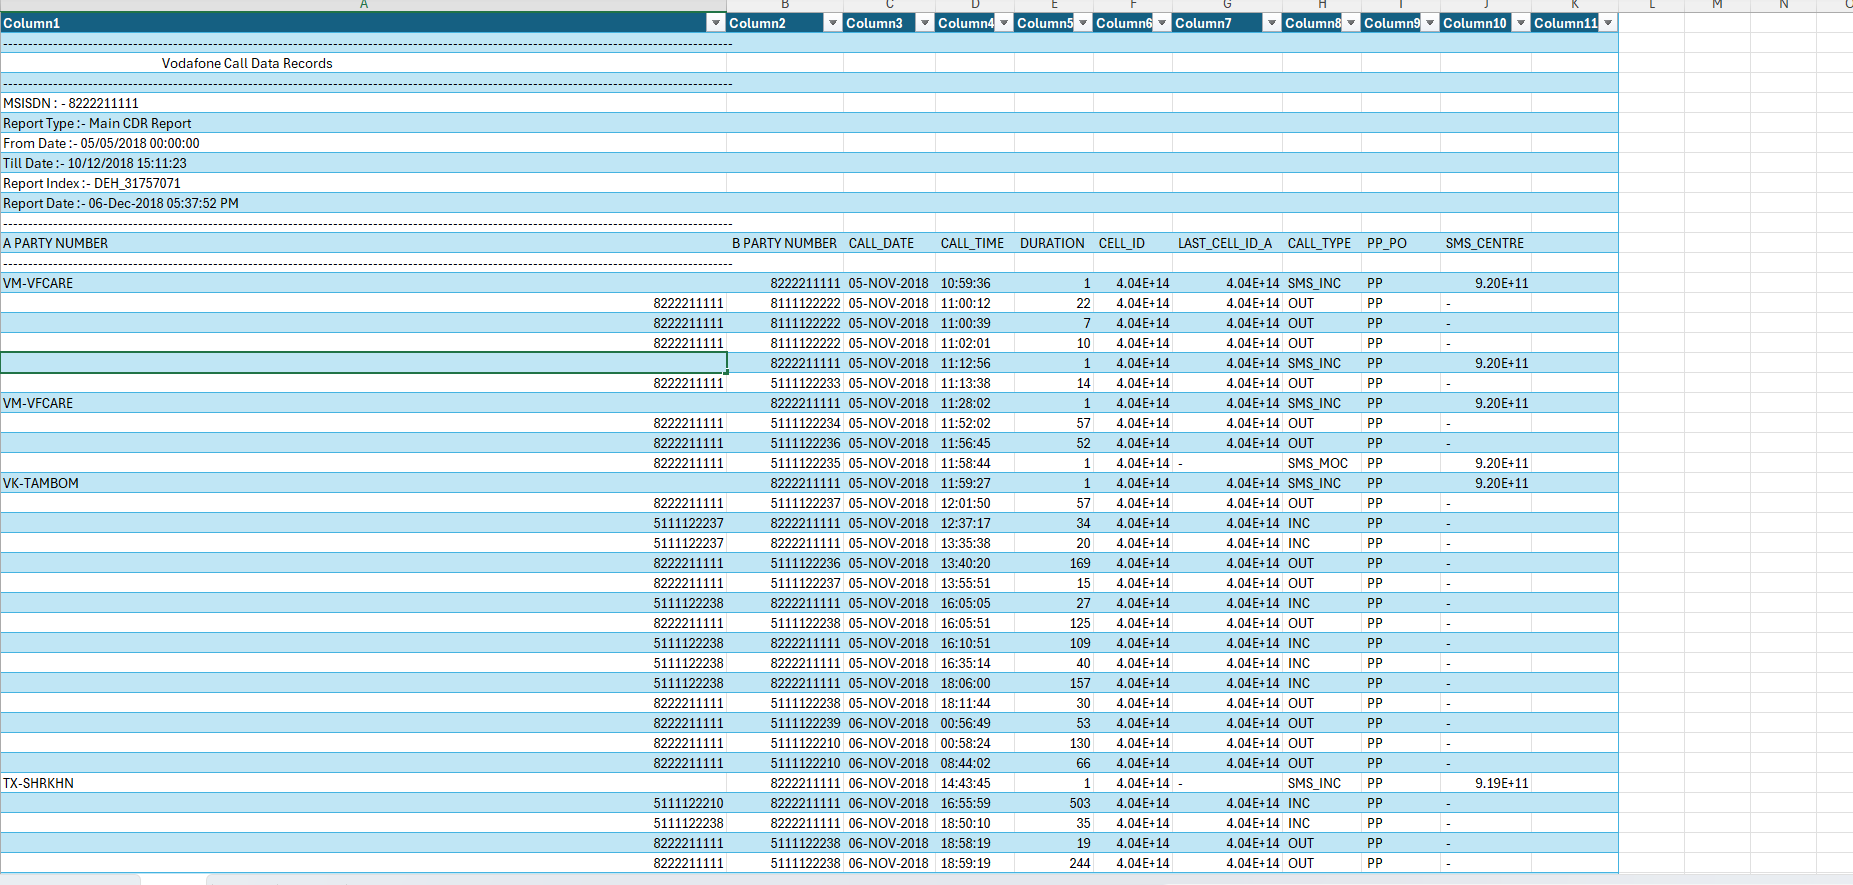 A B C D E F G H I J K L M N O
Column1 Column2 Column3 Column4 Column5 Column6 Column7 Column8 Column9 Column10 Column11
Vodafone Call Data Records
MSISDN : - 8222211111
Report Type :- Main CDR Report
From Date :- 05/05/2018 00:00:00
Till Date :- 10/12/2018 15:11:23
Report Index :- DEH_31757071
Report Date :- 06-Dec-2018 05:37:52 PM
A PARTY NUMBER B PARTY NUMBER CALL_DATE CALL_TIME DURATION CELL_ID LAST_CELL_ID_A CALL_TYPE PP_PO SMS_CENTRE
VM-VFCARE 8222211111 05-NOV-2018 10:59:36 1 4.04E+14 4.04E+14 SMS_INC PP 9.20E+11
8222211111 8111122222 05-NOV-2018 11:00:12 22 4.04E+14 4.04E+14 OUT PP -
8222211111 8111122222 05-NOV-2018 11:00:39 7 4.04E+14 4.04E+14 OUT PP -
8222211111 8111122222 05-NOV-2018 11:02:01 10 4.04E+14 4.04E+14 OUT PP -
8222211111 05-NOV-2018 11:12:56 1 4.04E+14 4.04E+14 SMS_INC PP 9.20E+11
8222211111 5111122233 05-NOV-2018 11:13:38 14 4.04E+14 4.04E+14 OUT PP -
VM-VFCARE 8222211111 05-NOV-2018 11:28:02 1 4.04E+14 4.04E+14 SMS_INC PP 9.20E+11
8222211111 5111122234 05-NOV-2018 11:52:02 57 4.04E+14 4.04E+14 OUT PP -
8222211111 5111122236 05-NOV-2018 11:56:45 52 4.04E+14 4.04E+14 OUT PP -
8222211111 5111122235 05-NOV-2018 11:58:44 1 4.04E+14 - SMS_MOC PP 9.20E+11
VK-TAMBOM 8222211111 05-NOV-2018 11:59:27 1 4.04E+14 4.04E+14 SMS_INC PP 9.20E+11
8222211111 5111122237 05-NOV-2018 12:01:50 57 4.04E+14 4.04E+14 OUT PP -
5111122237 8222211111 05-NOV-2018 12:37:17 34 4.04E+14 4.04E+14 INC PP -
5111122237 8222211111 05-NOV-2018 13:35:38 20 4.04E+14 4.04E+14 INC PP -
8222211111 5111122236 05-NOV-2018 13:40:20 169 4.04E+14 4.04E+14 OUT PP -
8222211111 5111122237 05-NOV-2018 13:55:51 15 4.04E+14 4.04E+14 OUT PP -
5111122238 8222211111 05-NOV-2018 16:05:05 27 4.04E+14 4.04E+14 INC PP -
8222211111 5111122238 05-NOV-2018 16:05:51 125 4.04E+14 4.04E+14 OUT PP -
5111122238 8222211111 05-NOV-2018 16:10:51 109 4.04E+14 4.04E+14 INC PP -
5111122238 8222211111 05-NOV-2018 16:35:14 40 4.04E+14 4.04E+14 INC PP -
5111122238 8222211111 05-NOV-2018 18:06:00 157 4.04E+14 4.04E+14 INC PP -
8222211111 5111122238 05-NOV-2018 18:11:44 30 4.04E+14 4.04E+14 OUT PP -
8222211111 5111122239 06-NOV-2018 00:56:49 53 4.04E+14 4.04E+14 OUT PP -
8222211111 5111122210 06-NOV-2018 00:58:24 130 4.04E+14 4.04E+14 OUT PP -
8222211111 5111122210 06-NOV-2018 08:44:02 66 4.04E+14 4.04E+14 OUT PP -
TX-SHRKHN 8222211111 06-NOV-2018 14:43:45 1 4.04E+14 - SMS_INC PP 9.19E+11
5111122210 8222211111 06-NOV-2018 16:55:59 503 4.04E+14 4.04E+14 INC PP -
5111122238 8222211111 06-NOV-2018 18:50:10 35 4.04E+14 4.04E+14 INC PP -
8222211111 5111122238 06-NOV-2018 18:58:19 19 4.04E+14 4.04E+14 OUT PP -
8222211111 5111122238 06-NOV-2018 18:59:19 244 4.04E+14 4.04E+14 OUT PP -